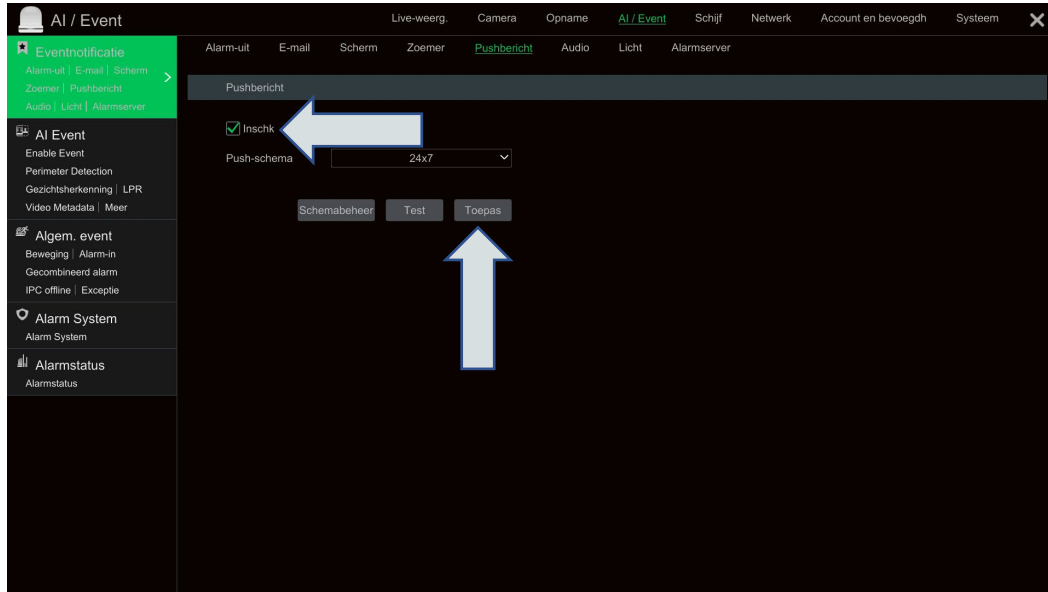 AI / Event
Live-weerg. Camera Opname AI / Event Schijf Netwerk Account en bevoegdh Systeem
Alarm-uit E-mail Scherm Zoemer Pushbericht Audio Licht Alarmserver
Eventnotificatie
Alarm-uit | E-mail | Scherm
Zoemer | Pushbericht
Audio | Licht | Alarmserver
AI Event
Enable Event
Perimeter Detection
Gezichtsherkenning | LPR
Video Metadata | Meer
Algem. event
Beweging | Alarm-in
Gecombineerd alarm
IPC offline | Exceptie
Alarm System
Alarm System
Alarmstatus
Alarmstatus
Pushbericht
Inschk
Push-schema 24x7
Schemabeheer Test Toepas